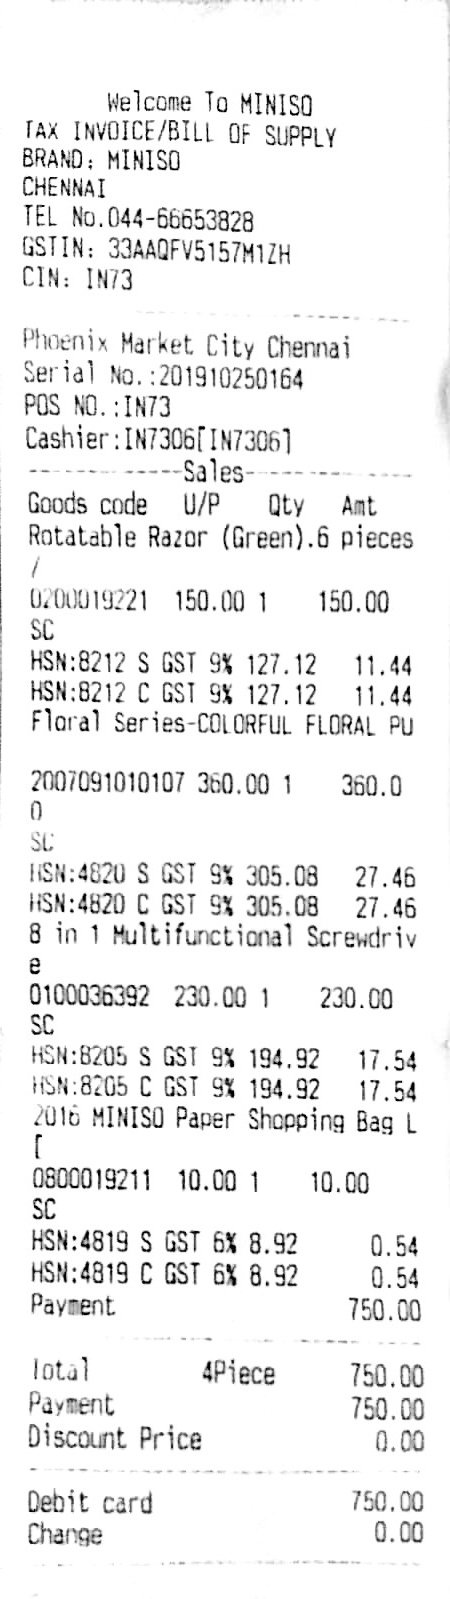 Welcome To MINISO
TAX INVOICE/BILL OF SUPPLY
BRAND: MINISO
CHENNAI
TEL No.044-66653828
GSTIN: 33AAQFV5157M1ZH
CIN: IN73
Phoenix Market City Chennai
Serial No.:201910250164
POS NO.:IN73
Cashier:IN7306[IN7306]
-------------Sales--------------
Goods code U/P Qty Amt
Rotatable Razor (Green).6 pieces
/
0200019221 150.00 1 150.00
SC
HSN:8212 S GST 9% 127.12 11.44
HSN:8212 C GST 9% 127.12 11.44
Floral Series-COLORFUL FLORAL PU
2007091010107 360.00 1 360.0
0
SC
HSN:4820 S GST 9% 305.08 27.46
HSN:4820 C GST 9% 305.08 27.46
8 in 1 Multifunctional Screwdriv
e
0100036392 230.00 1 230.00
SC
HSN:8205 S GST 9% 194.92 17.54
HSN:8205 C GST 9% 194.92 17.54
2016 MINISO Paper Shopping Bag L
[
0800019211 10.00 1 10.00
SC
HSN:4819 S GST 6% 8.92 0.54
HSN:4819 C GST 6% 8.92 0.54
Payment 750.00
Total 4Piece 750.00
Payment 750.00
Discount Price 0.00
Debit card 750.00
Change 0.00